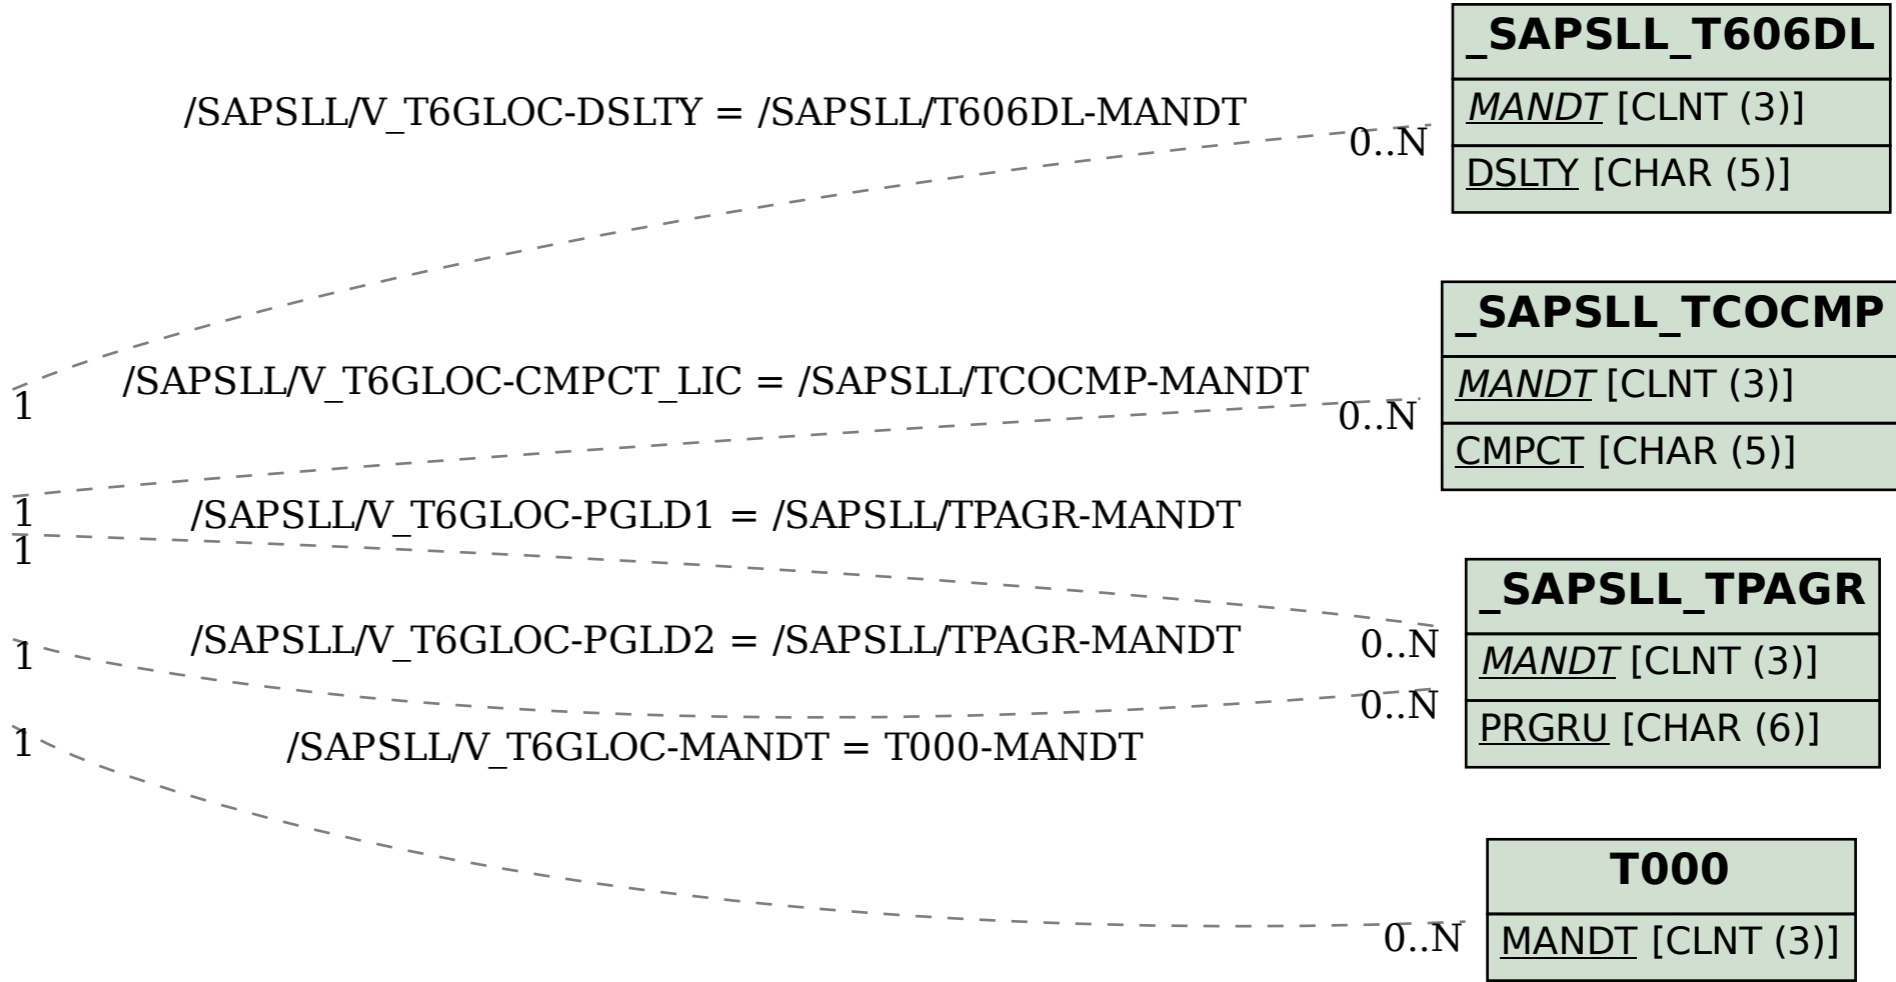 _SAPSLL_T606DL
/SAPSLL/V_T6GLOC-DSLTY = /SAPSLL/T606DL-MANDT
MANDT [CLNT (3)]
0..N
DSLTY [CHAR (5)]
_SAPSLL_TCOCMP
/SAPSLL/V_T6GLOC-CMPCT_LIC = /SAPSLL/TCOCMP-MANDT
MANDT [CLNT (3)]
1
0..N
CMPCT [CHAR (5)]
1
/SAPSLL/V_T6GLOC-PGLD1 = /SAPSLL/TPAGR-MANDT
1
_SAPSLL_TPAGR
/SAPSLL/V_T6GLOC-PGLD2 = /SAPSLL/TPAGR-MANDT
0..N
1
MANDT [CLNT (3)]
0..N
PRGRU [CHAR (6)]
1
/SAPSLL/V_T6GLOC-MANDT = T000-MANDT
T000
0..N
MANDT [CLNT (3)]